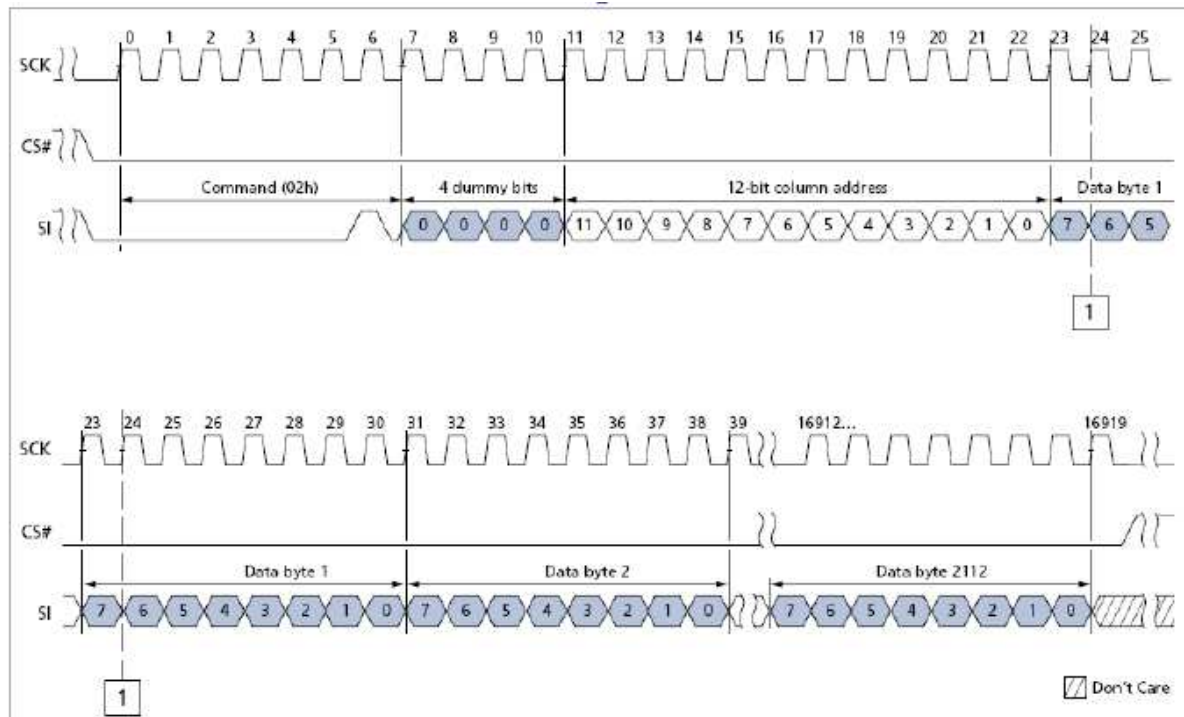 0 1 2 3 4 5 6 7 8 9 10 11 12 13 14 15 16 17 18 19 20 21 22 23 24 25
SCK
CS#
Command (02h) 4 dummy bits 12-bit column address Data byte 1
SI 0 0 0 0 11 10 9 8 7 6 5 4 3 2 1 0 7 6 5
1
23 24 25 26 27 28 29 30 31 32 33 34 35 36 37 38 39 16912... 16919
SCK
CS#
Data byte 1 Data byte 2 Data byte 2112
SI 7 6 5 4 3 2 1 0 7 6 5 4 3 2 1 0 7 6 5 4 3 2 1 0
1
Don't Care